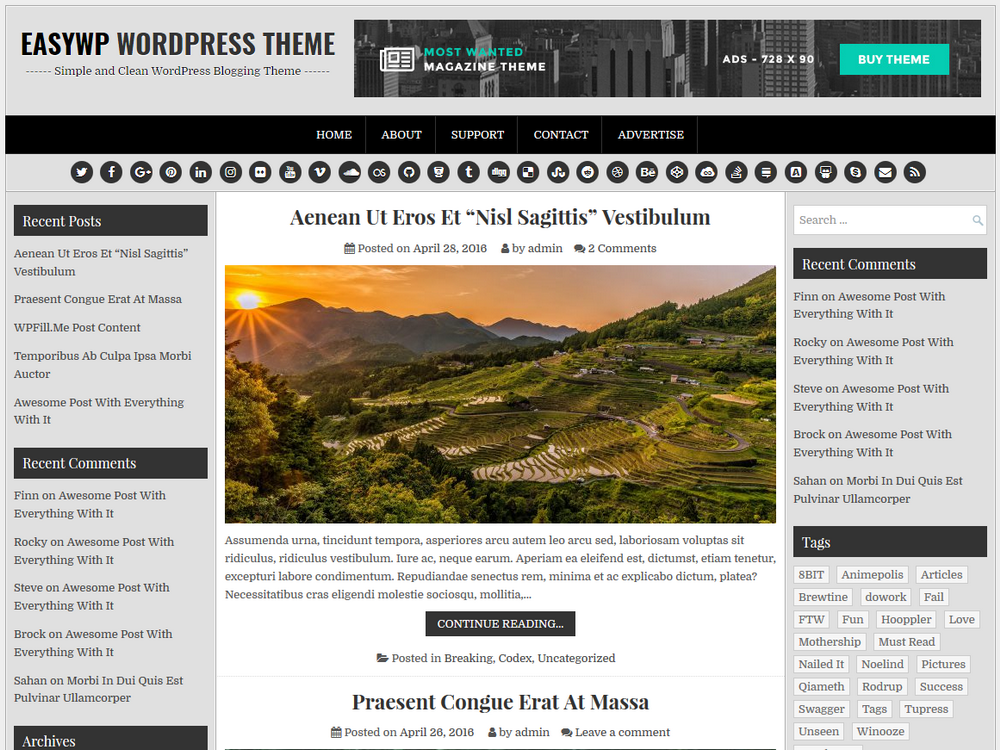 EASYWP WORDPRESS THEME
------ Simple and Clean WordPress Blogging Theme ------
MOST WANTED
MAGAZINE THEME
ADS - 728 X 90
BUY THEME
HOME
ABOUT
SUPPORT
CONTACT
ADVERTISE
You Tube
digg
Bē
Recent Posts
Aenean Ut Eros Et “Nisl Sagittis”
Vestibulum
Praesent Congue Erat At Massa
WPFill.Me Post Content
Temporibus Ab Culpa Ipsa Morbi
Auctor
Awesome Post With Everything
With It
Recent Comments
Finn on Awesome Post With
Everything With It
Rocky on Awesome Post With
Everything With It
Steve on Awesome Post With
Everything With It
Brock on Awesome Post With
Everything With It
Sahan on Morbi In Dui Quis Est
Pulvinar Ullamcorper
Archives
Aenean Ut Eros Et “Nisl Sagittis” Vestibulum
Posted on April 28, 2016 by admin 2 Comments
Assumenda urna, tincidunt tempora, asperiores arcu autem leo arcu sed, laboriosam voluptas sit
ridiculus, ridiculus vestibulum. Iure ac, neque earum. Aperiam ea eleifend est, dictumst, etiam tenetur,
excepturi labore condimentum. Repudiandae senectus rem, minima et ac explicabo dictum, platea?
Necessitatibus cras eligendi molestie sociosqu, mollitia,...
CONTINUE READING...
Posted in Breaking, Codex, Uncategorized
Praesent Congue Erat At Massa
Posted on April 26, 2016 by admin Leave a comment
Search ...
Recent Comments
Finn on Awesome Post With
Everything With It
Rocky on Awesome Post With
Everything With It
Steve on Awesome Post With
Everything With It
Brock on Awesome Post With
Everything With It
Sahan on Morbi In Dui Quis Est
Pulvinar Ullamcorper
Tags
8BIT Animepolis Articles
Brewtine dowork Fail
FTW Fun Hooppler Love
Mothership Must Read
Nailed It Noelind Pictures
Qiameth Rodrup Success
Swagger Tags Tupress
Unseen Winooze